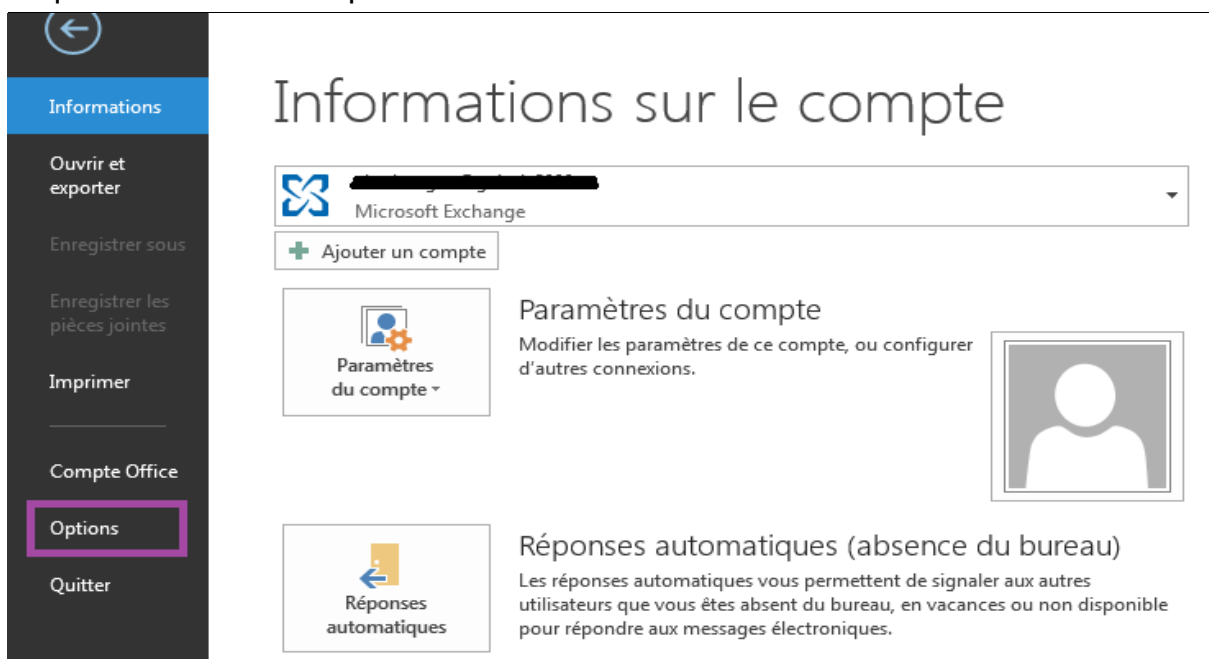 Informations
Ouvrir et
exporter
Enregistrer sous
Enregistrer les
pièces jointes
Imprimer
Compte Office
Options
Quitter
Informations sur le compte
Microsoft Exchange
Ajouter un compte
Paramètres
du compte
Paramètres du compte
Modifier les paramètres de ce compte, ou configurer
d'autres connexions.
Réponses
automatiques
Réponses automatiques (absence du bureau)
Les réponses automatiques vous permettent de signaler aux autres
utilisateurs que vous êtes absent du bureau, en vacances ou non disponible
pour répondre aux messages électroniques.